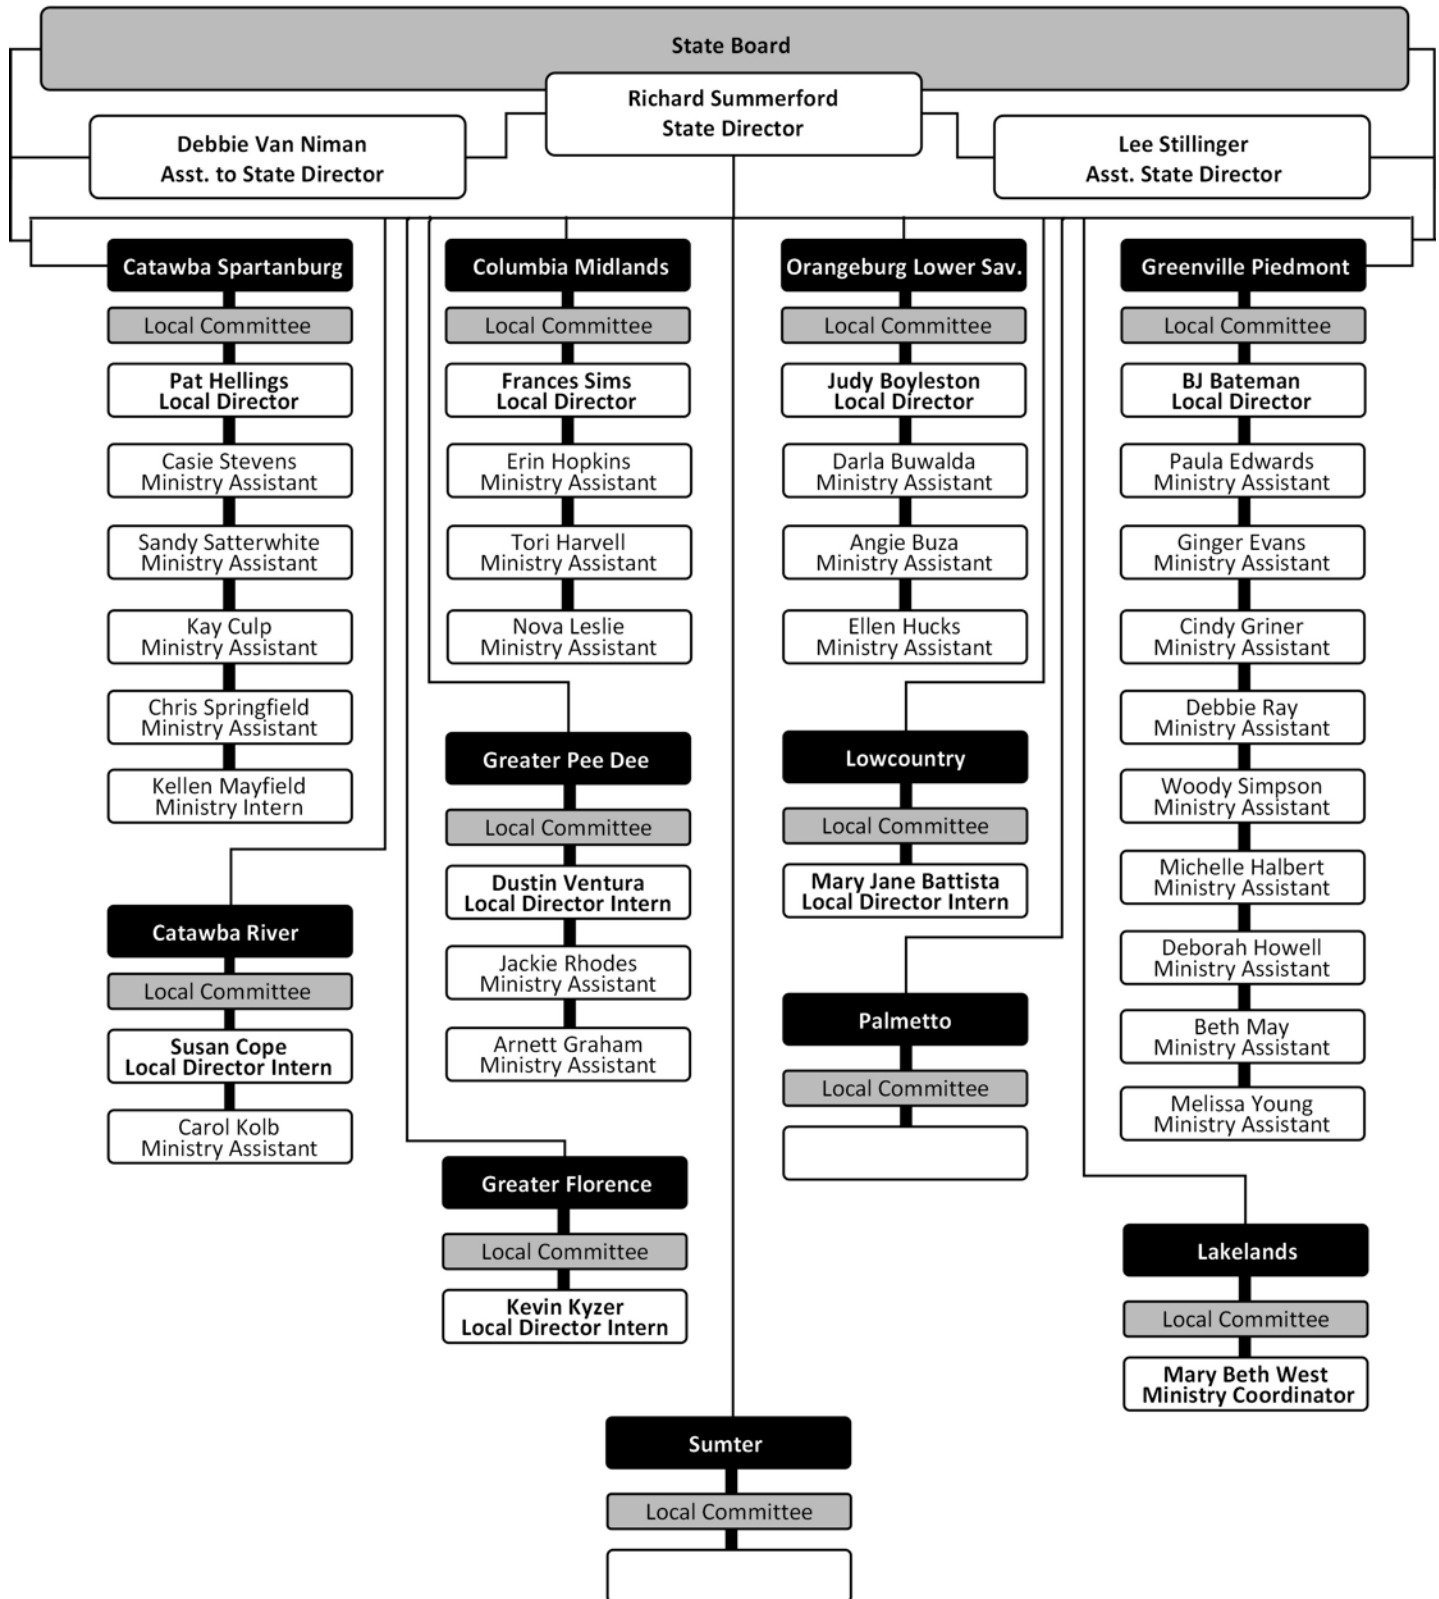 State Board
Richard Summerford
State Director
Debbie Van Niman
Asst. to State Director
Lee Stillinger
Asst. State Director
Catawba Spartanburg
Local Committee
Pat Hellings
Local Director
Casie Stevens
Ministry Assistant
Sandy Satterwhite
Ministry Assistant
Kay Culp
Ministry Assistant
Chris Springfield
Ministry Assistant
Kellen Mayfield
Ministry Intern
Catawba River
Local Committee
Susan Cope
Local Director Intern
Carol Kolb
Ministry Assistant
Columbia Midlands
Local Committee
Frances Sims
Local Director
Erin Hopkins
Ministry Assistant
Tori Harvell
Ministry Assistant
Nova Leslie
Ministry Assistant
Greater Pee Dee
Local Committee
Dustin Ventura
Local Director Intern
Jackie Rhodes
Ministry Assistant
Arnett Graham
Ministry Assistant
Greater Florence
Local Committee
Kevin Kyzer
Local Director Intern
Orangeburg Lower Sav.
Local Committee
Judy Boyleston
Local Director
Darla Buwalda
Ministry Assistant
Angie Buza
Ministry Assistant
Ellen Hucks
Ministry Assistant
Lowcountry
Local Committee
Mary Jane Battista
Local Director Intern
Palmetto
Local Committee
Greenville Piedmont
Local Committee
BJ Bateman
Local Director
Paula Edwards
Ministry Assistant
Ginger Evans
Ministry Assistant
Cindy Griner
Ministry Assistant
Debbie Ray
Ministry Assistant
Woody Simpson
Ministry Assistant
Michelle Halbert
Ministry Assistant
Deborah Howell
Ministry Assistant
Beth May
Ministry Assistant
Melissa Young
Ministry Assistant
Lakelands
Local Committee
Mary Beth West
Ministry Coordinator
Sumter
Local Committee